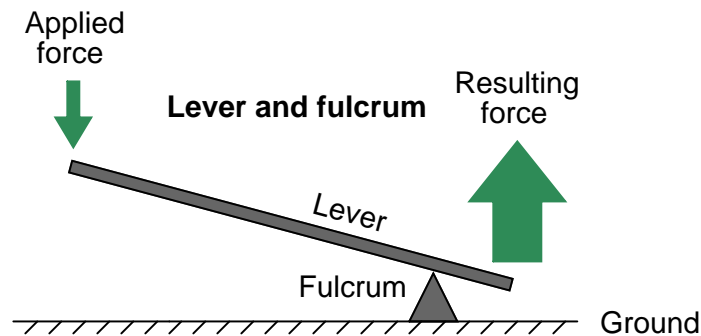 Applied
force
Lever and fulcrum
Resulting
force
Lever
Fulcrum
Ground